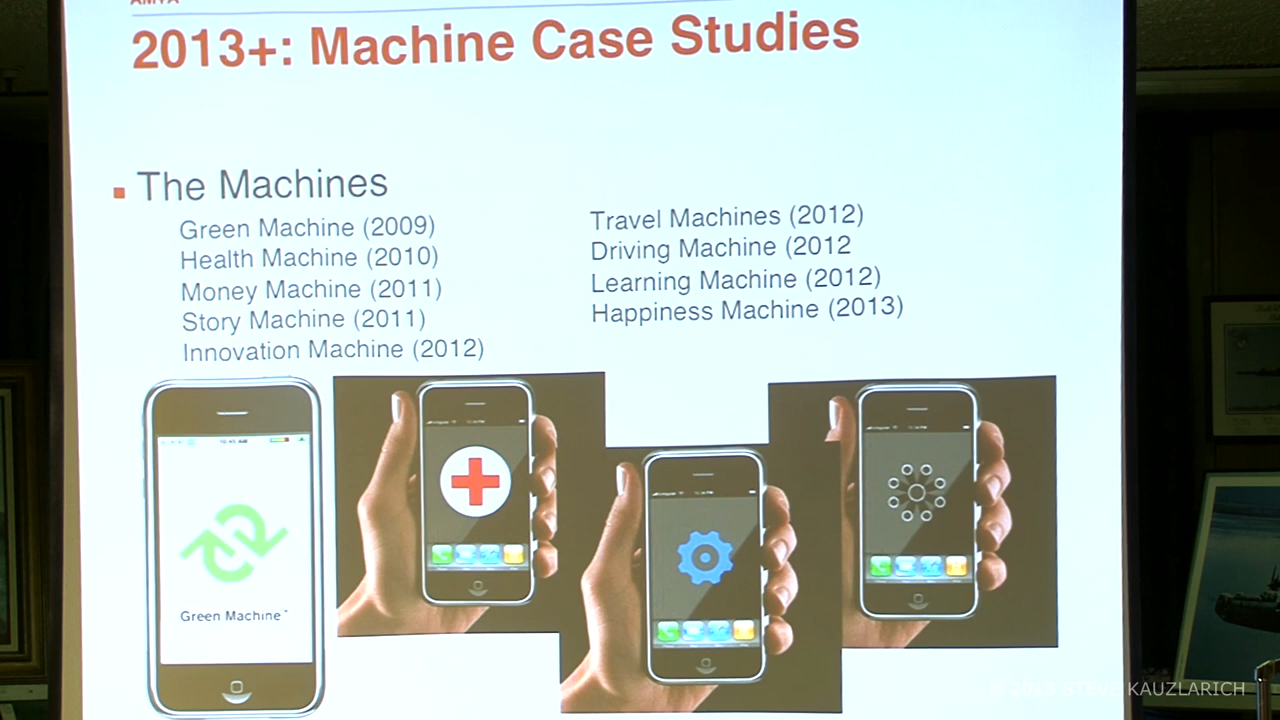 2013+: Machine Case Studies
The Machines
Green Machine (2009)
Health Machine (2010)
Money Machine (2011)
Story Machine (2011)
Innovation Machine (2012)
Travel Machines (2012)
Driving Machine (2012
Learning Machine (2012)
Happiness Machine (2013)
Green Machine™
© 2013 STEVE KAUZLARICH